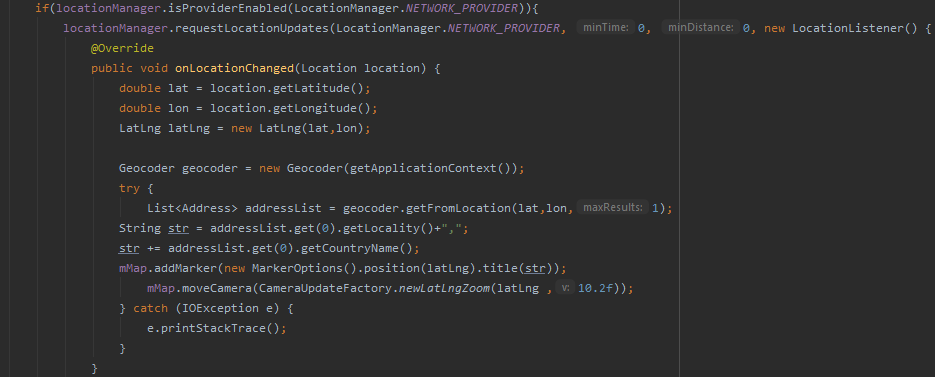 if(locationManager.isProviderEnabled(LocationManager.NETWORK_PROVIDER)){
locationManager.requestLocationUpdates(LocationManager.NETWORK_PROVIDER, minTime: 0, minDistance: 0, new LocationListener() {
@Override
public void onLocationChanged(Location location) {
double lat = location.getLatitude();
double lon = location.getLongitude();
LatLng latLng = new LatLng(lat,lon);
Geocoder geocoder = new Geocoder(getApplicationContext());
try {
List<Address> addressList = geocoder.getFromLocation(lat,lon, maxResults: 1);
String str = addressList.get(0).getLocality()+",";
str += addressList.get(0).getCountryName();
mMap.addMarker(new MarkerOptions().position(latLng).title(str));
mMap.moveCamera(CameraUpdateFactory.newLatLngZoom(latLng , v: 10.2f));
} catch (IOException e) {
e.printStackTrace();
}
}